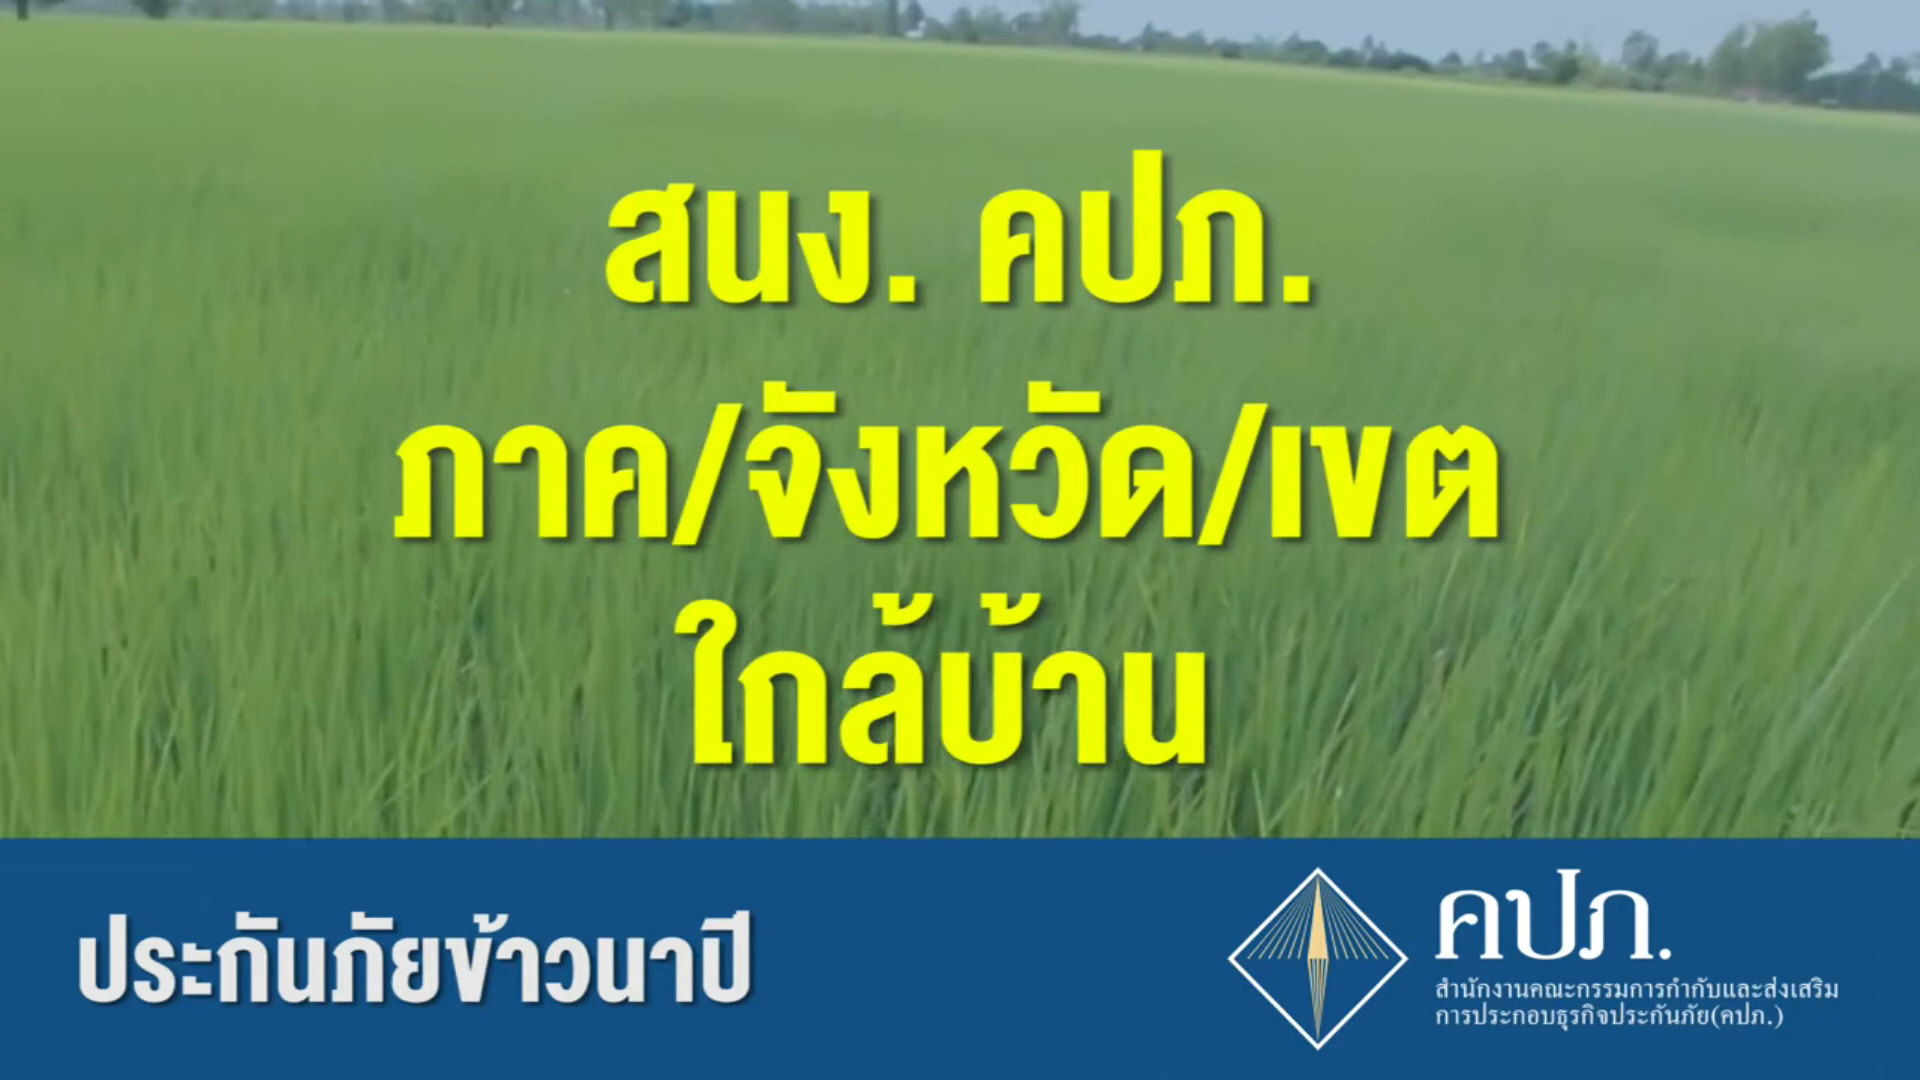 สนง. คปภ.
ภาค/จังหวัด/เขต
ใกล้บ้าน
ประกันภัยข้าวนาปี
คปภ.
สำนักงานคณะกรรมการกำกับและส่งเสริม
การประกอบธุรกิจประกันภัย(คปภ.)